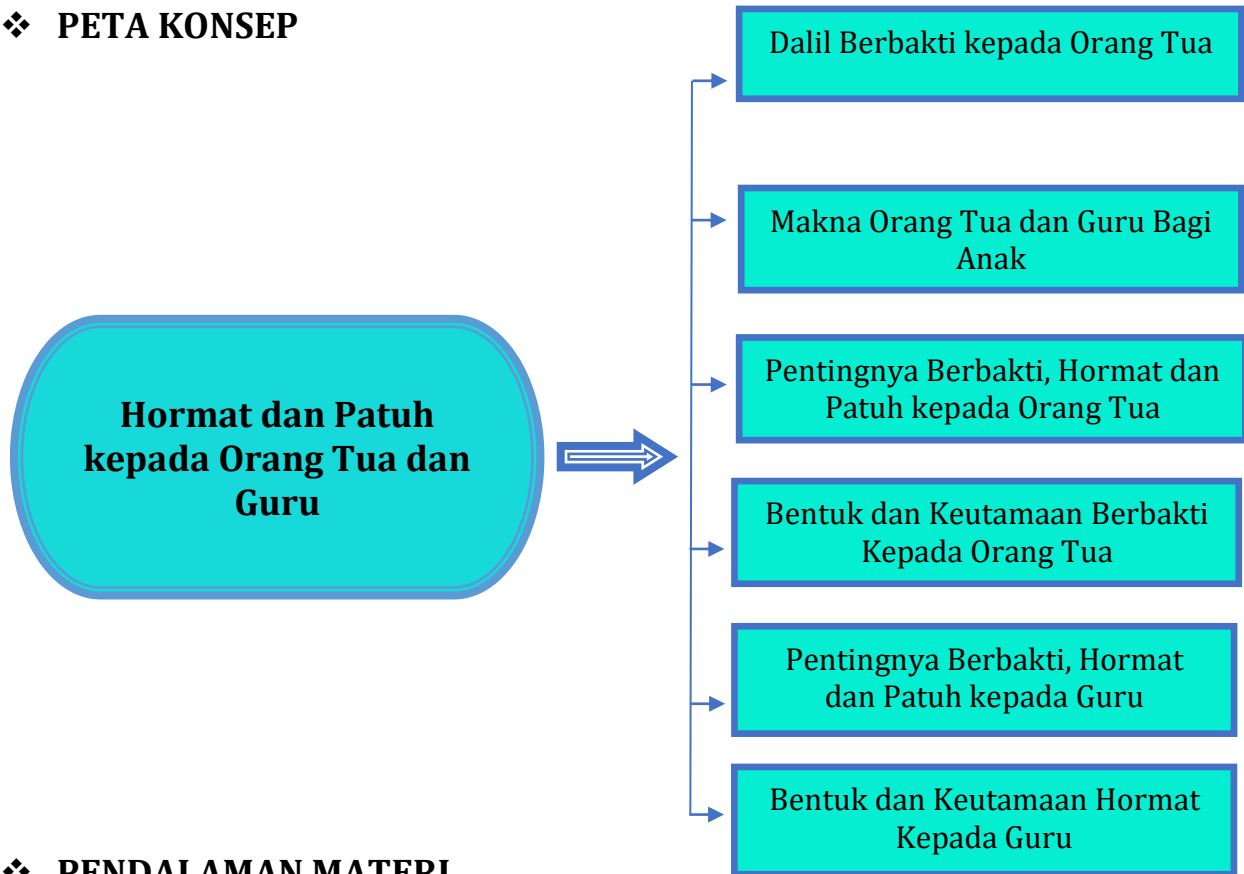 ❖ PETA KONSEP
Dalil Berbakti kepada Orang Tua
Makna Orang Tua dan Guru Bagi
Anak
Pentingnya Berbakti, Hormat dan
Patuh kepada Orang Tua
Hormat dan Patuh
kepada Orang Tua dan
Guru
Bentuk dan Keutamaan Berbakti
Kepada Orang Tua
Pentingnya Berbakti, Hormat
dan Patuh kepada Guru
Bentuk dan Keutamaan Hormat
Kepada Guru
❖ PENDALAMAN MATERI